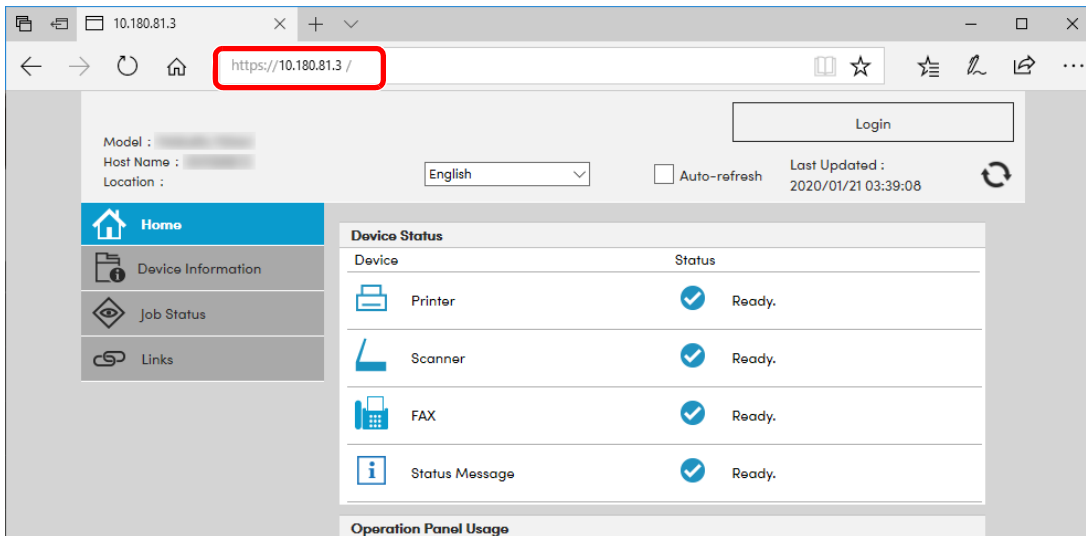 10.180.81.3
https://10.180.81.3 /
Login
Model :
Host Name :
Location :
English
Auto-refresh
Last Updated :
2020/01/21 03:39:08
Home
Device Information
Job Status
Links
Device Status
Device Status
Printer Ready.
Scanner Ready.
FAX Ready.
Status Message Ready.
Operation Panel Usage